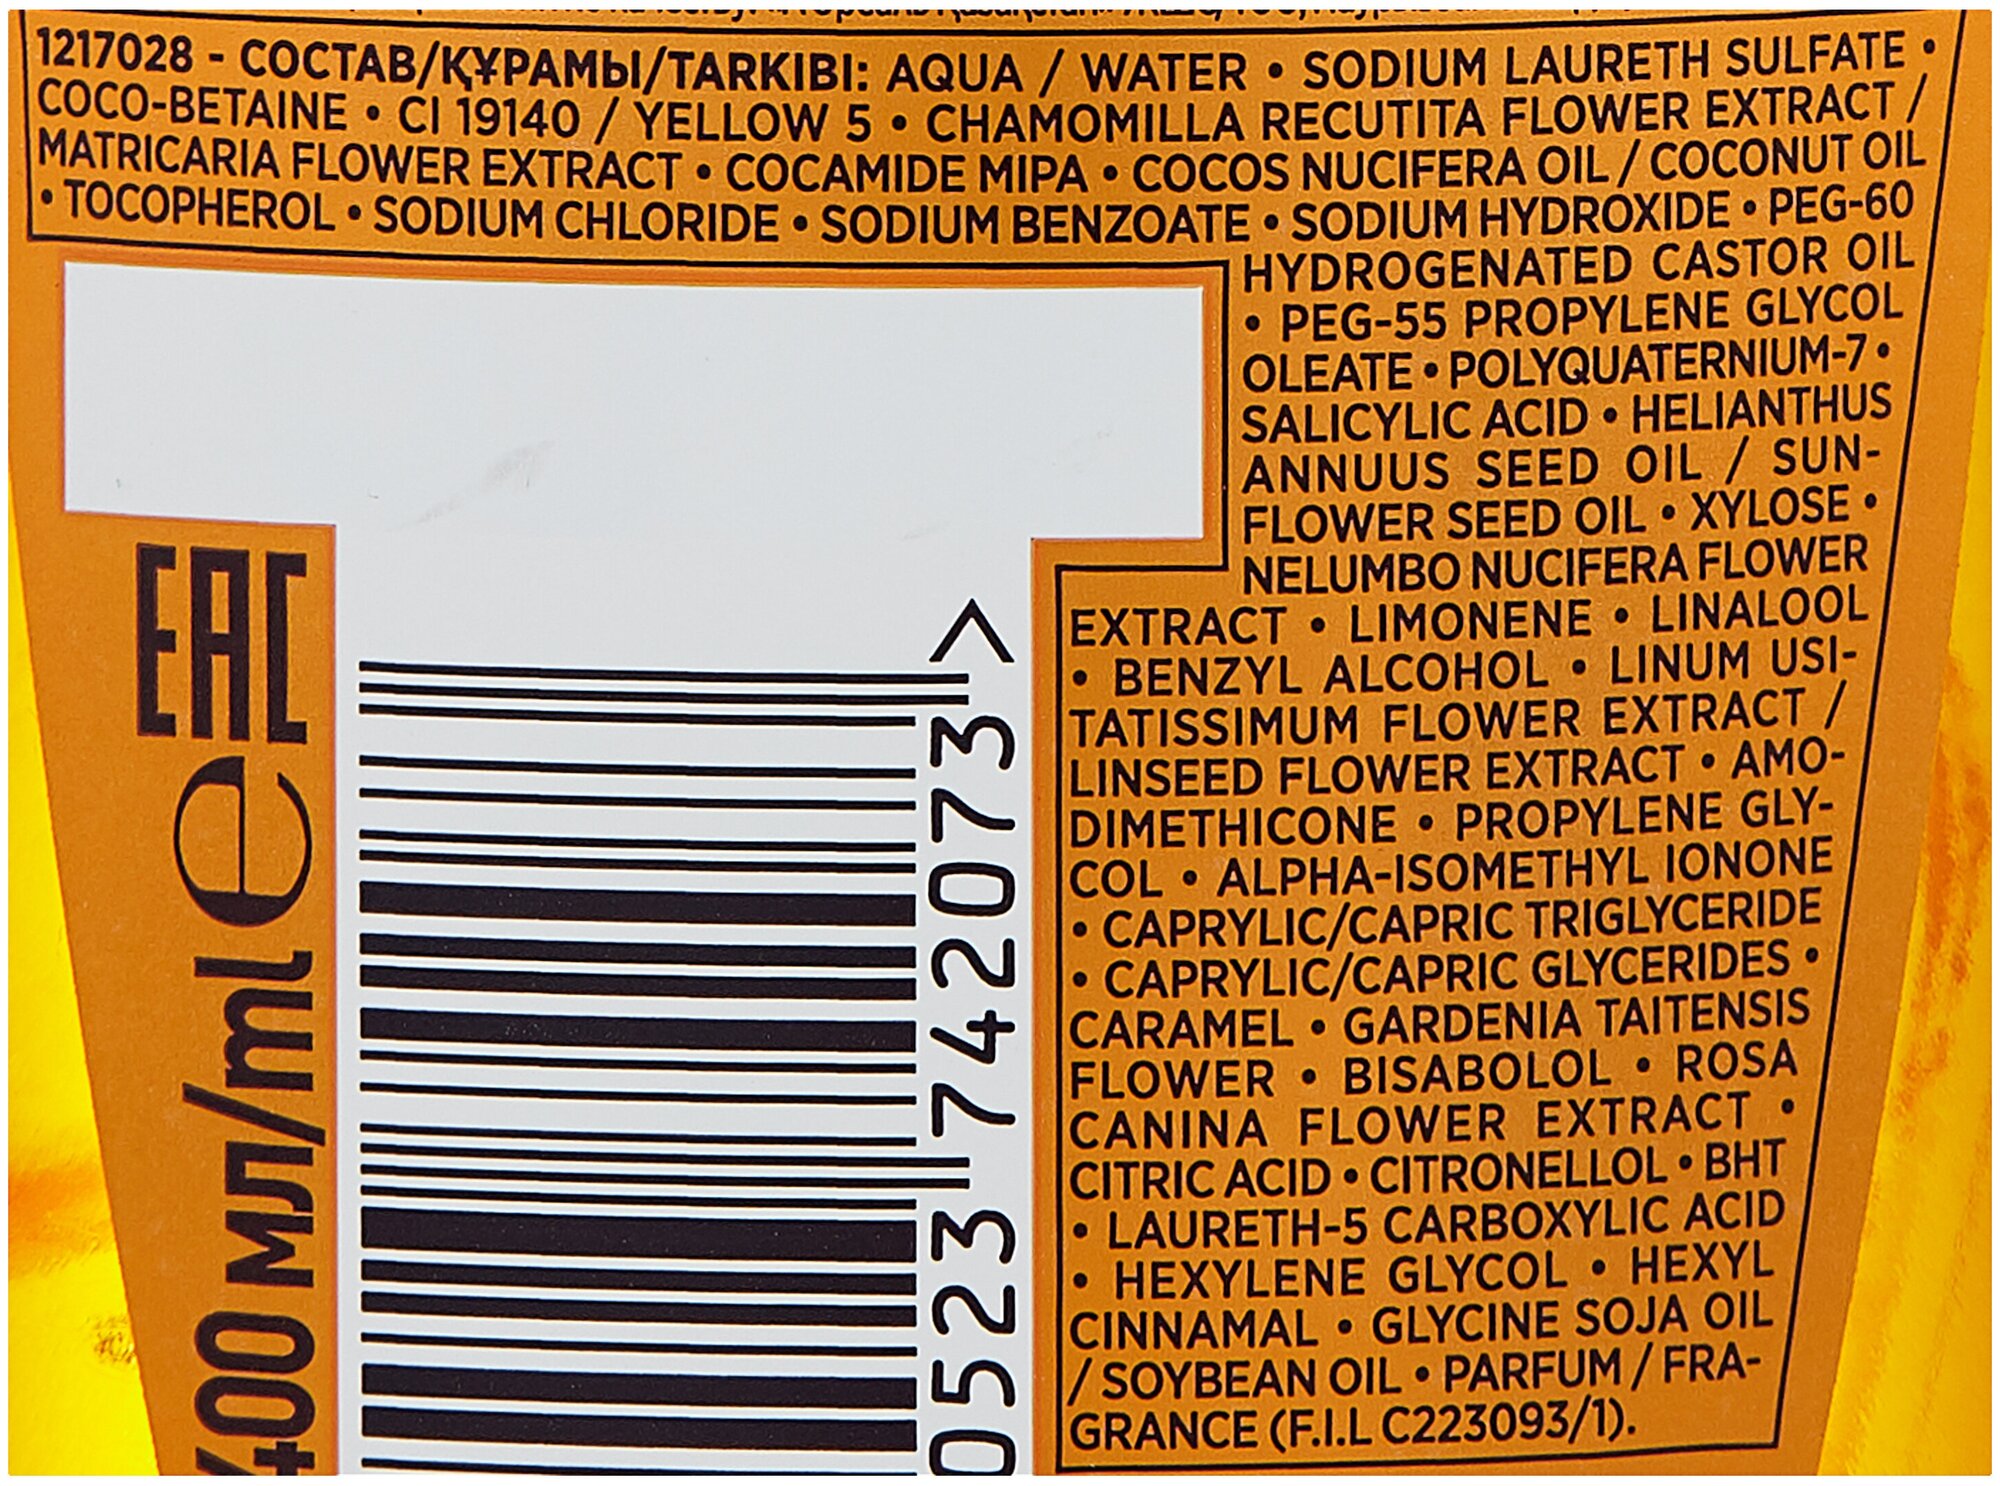 1217028 - СОСТАВ/ҚҰРАМЫ/TARKIBI: AQUA / WATER • SODIUM LAURETH SULFATE •
COCO-BETAINE • CI 19140 / YELLOW 5 • CHAMOMILLA RECUTITA FLOWER EXTRACT /
MATRICARIA FLOWER EXTRACT • COCAMIDE MIPA • COCOS NUCIFERA OIL / COCONUT OIL
• TOCOPHEROL • SODIUM CHLORIDE • SODIUM BENZOATE • SODIUM HYDROXIDE • PEG-60
HYDROGENATED CASTOR OIL
• PEG-55 PROPYLENE GLYCOL
OLEATE • POLYQUATERNIUM-7 •
SALICYLIC ACID • HELIANTHUS
ANNUUS SEED OIL / SUN-
FLOWER SEED OIL • XYLOSE •
NELUMBO NUCIFERA FLOWER
EXTRACT • LIMONENE • LINALOOL
• BENZYL ALCOHOL • LINUM USI-
TATISSIMUM FLOWER EXTRACT /
LINSEED FLOWER EXTRACT • AMO-
DIMETHICONE • PROPYLENE GLY-
COL • ALPHA-ISOMETHYL IONONE
• CAPRYLIC/CAPRIC TRIGLYCERIDE
• CAPRYLIC/CAPRIC GLYCERIDES •
CARAMEL • GARDENIA TAITENSIS
FLOWER • BISABOLOL • ROSA
CANINA FLOWER EXTRACT •
CITRIC ACID • CITRONELLOL • BHT
• LAURETH-5 CARBOXYLIC ACID
• HEXYLENE GLYCOL • HEXYL
CINNAMAL • GLYCINE SOJA OIL
/ SOYBEAN OIL • PARFUM / FRA-
GRANCE (F.I.L C223093/1).
EAC
400 мл/ml e
0523 742073 >